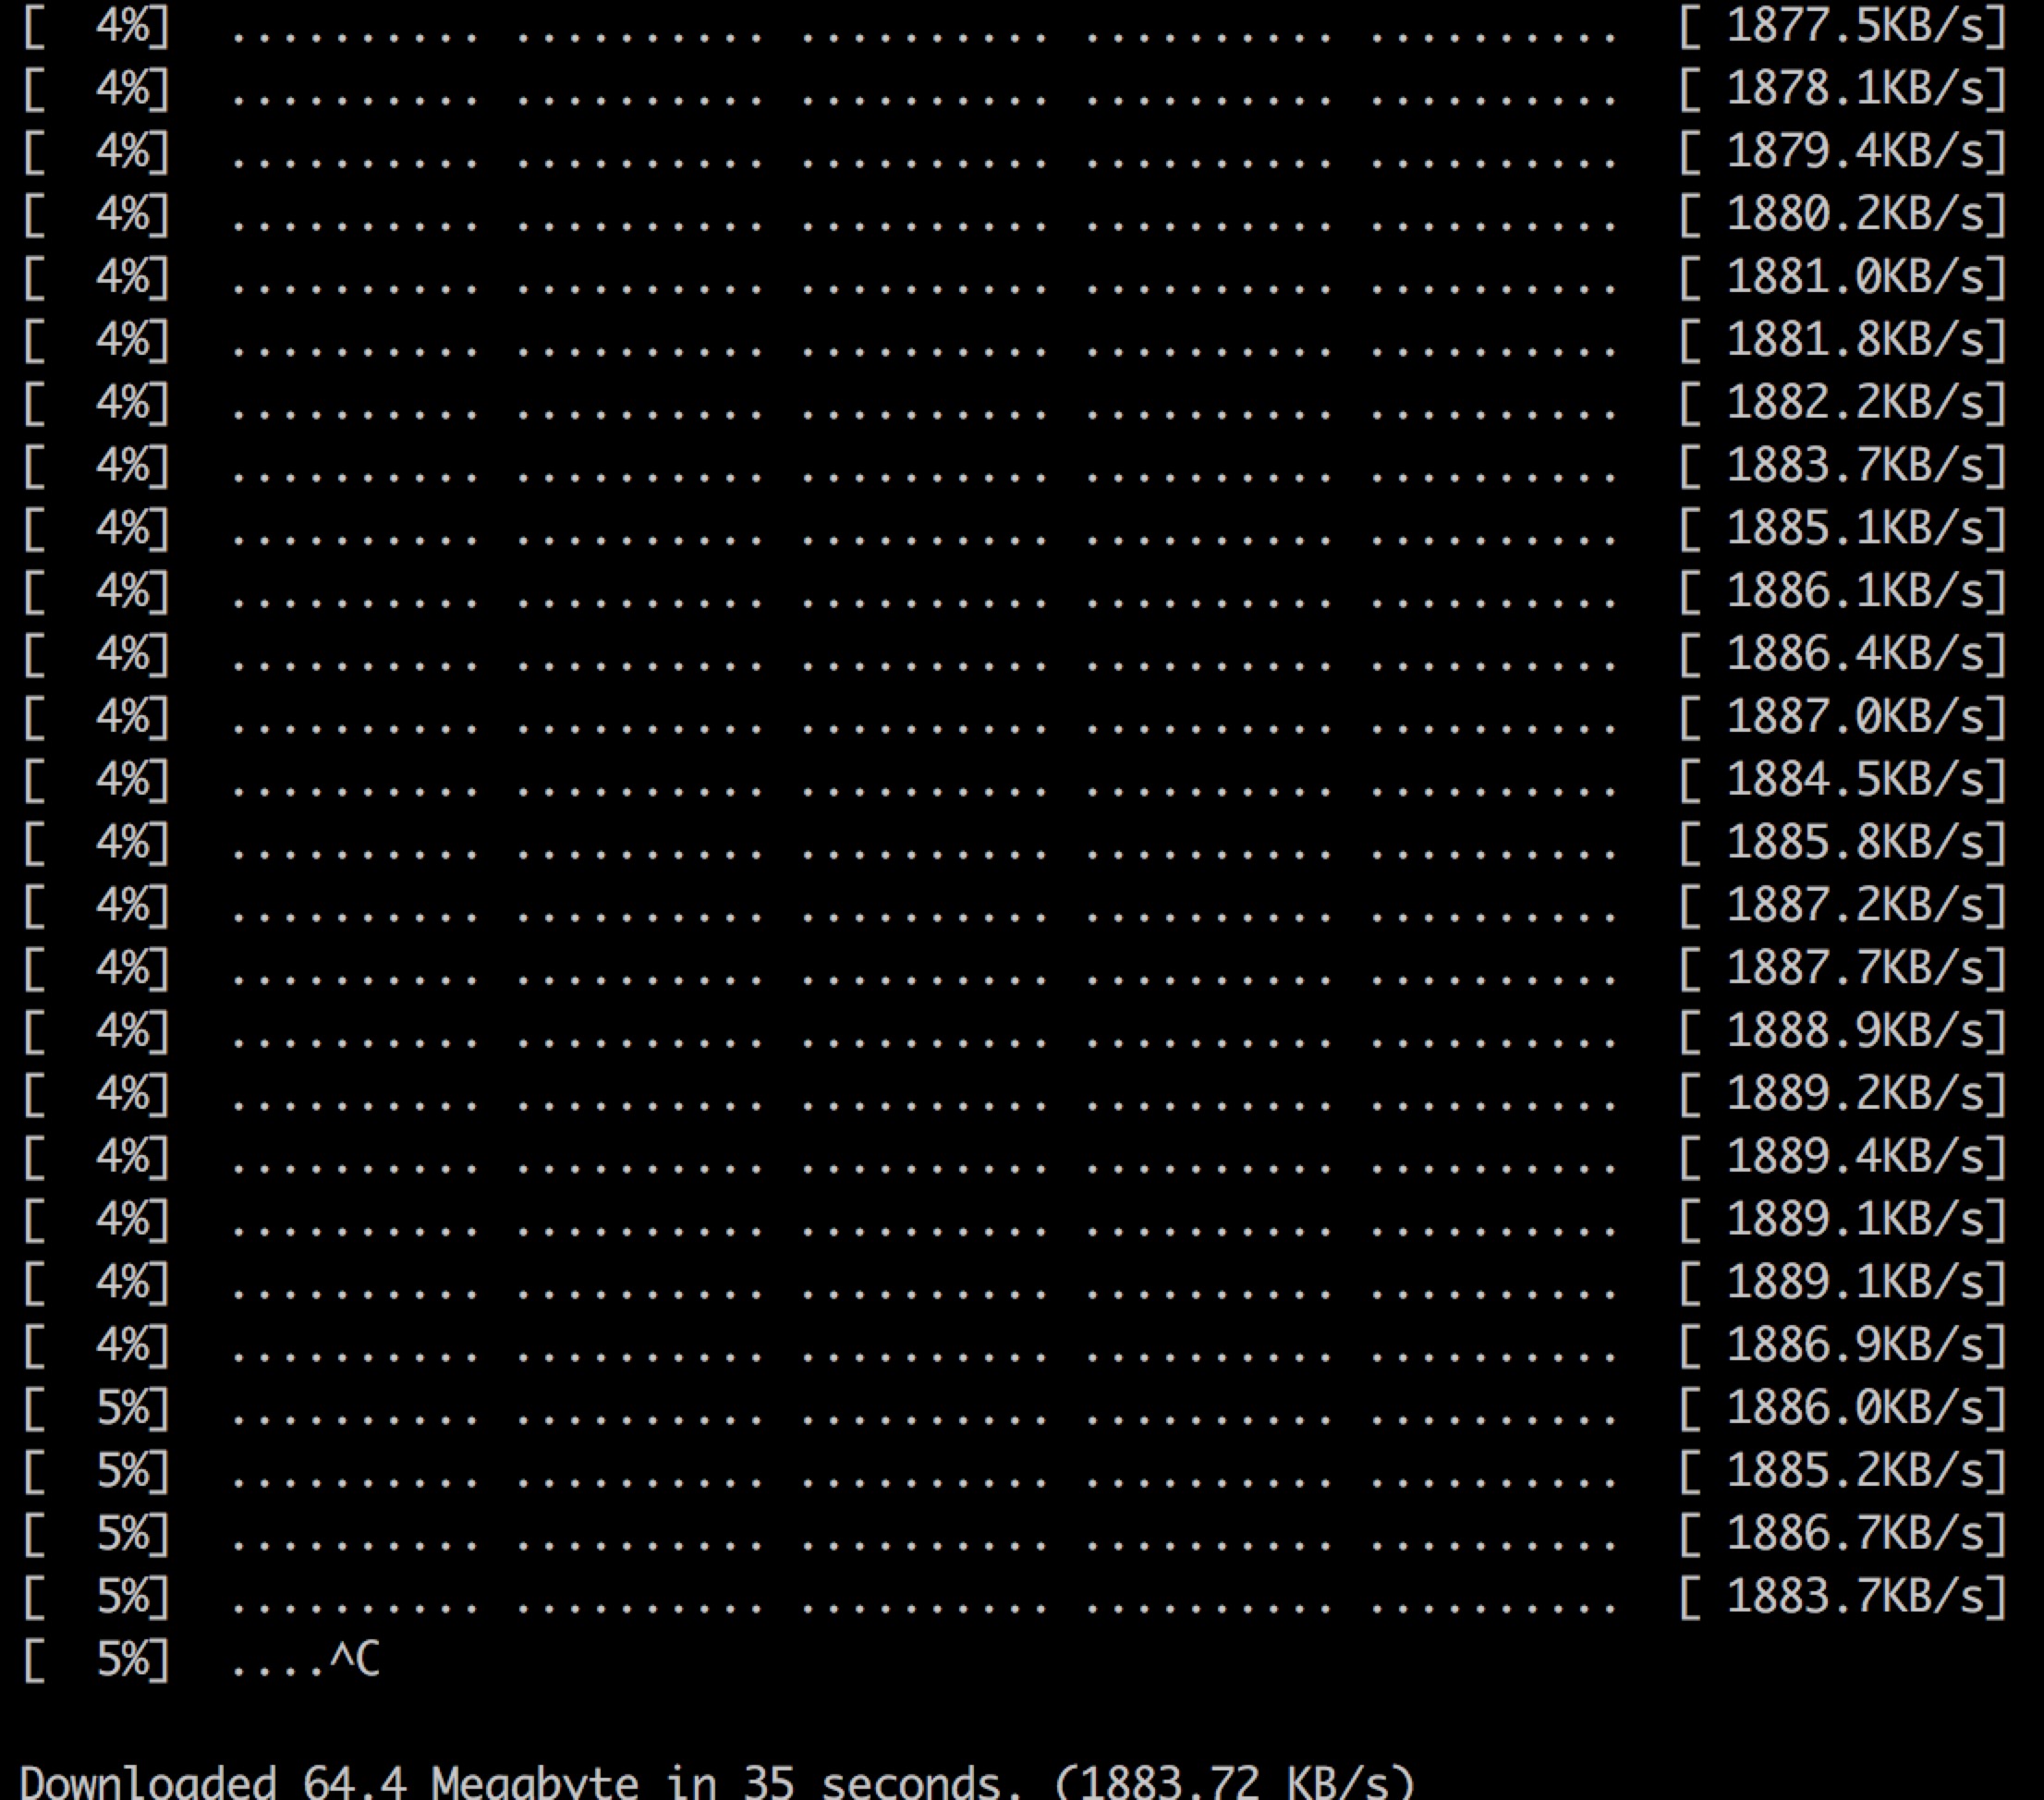 [   4%]  .......... .......... .......... .......... ..........  [ 1877.5KB/s]
[   4%]  .......... .......... .......... .......... ..........  [ 1878.1KB/s]
[   4%]  .......... .......... .......... .......... ..........  [ 1879.4KB/s]
[   4%]  .......... .......... .......... .......... ..........  [ 1880.2KB/s]
[   4%]  .......... .......... .......... .......... ..........  [ 1881.0KB/s]
[   4%]  .......... .......... .......... .......... ..........  [ 1881.8KB/s]
[   4%]  .......... .......... .......... .......... ..........  [ 1882.2KB/s]
[   4%]  .......... .......... .......... .......... ..........  [ 1883.7KB/s]
[   4%]  .......... .......... .......... .......... ..........  [ 1885.1KB/s]
[   4%]  .......... .......... .......... .......... ..........  [ 1886.1KB/s]
[   4%]  .......... .......... .......... .......... ..........  [ 1886.4KB/s]
[   4%]  .......... .......... .......... .......... ..........  [ 1887.0KB/s]
[   4%]  .......... .......... .......... .......... ..........  [ 1884.5KB/s]
[   4%]  .......... .......... .......... .......... ..........  [ 1885.8KB/s]
[   4%]  .......... .......... .......... .......... ..........  [ 1887.2KB/s]
[   4%]  .......... .......... .......... .......... ..........  [ 1887.7KB/s]
[   4%]  .......... .......... .......... .......... ..........  [ 1888.9KB/s]
[   4%]  .......... .......... .......... .......... ..........  [ 1889.2KB/s]
[   4%]  .......... .......... .......... .......... ..........  [ 1889.4KB/s]
[   4%]  .......... .......... .......... .......... ..........  [ 1889.1KB/s]
[   4%]  .......... .......... .......... .......... ..........  [ 1889.1KB/s]
[   4%]  .......... .......... .......... .......... ..........  [ 1886.9KB/s]
[   5%]  .......... .......... .......... .......... ..........  [ 1886.0KB/s]
[   5%]  .......... .......... .......... .......... ..........  [ 1885.2KB/s]
[   5%]  .......... .......... .......... .......... ..........  [ 1886.7KB/s]
[   5%]  .......... .......... .......... .......... ..........  [ 1883.7KB/s]
[   5%]  ....^C
Downloaded 64.4 Megabyte in 35 seconds. (1883.72 KB/s)